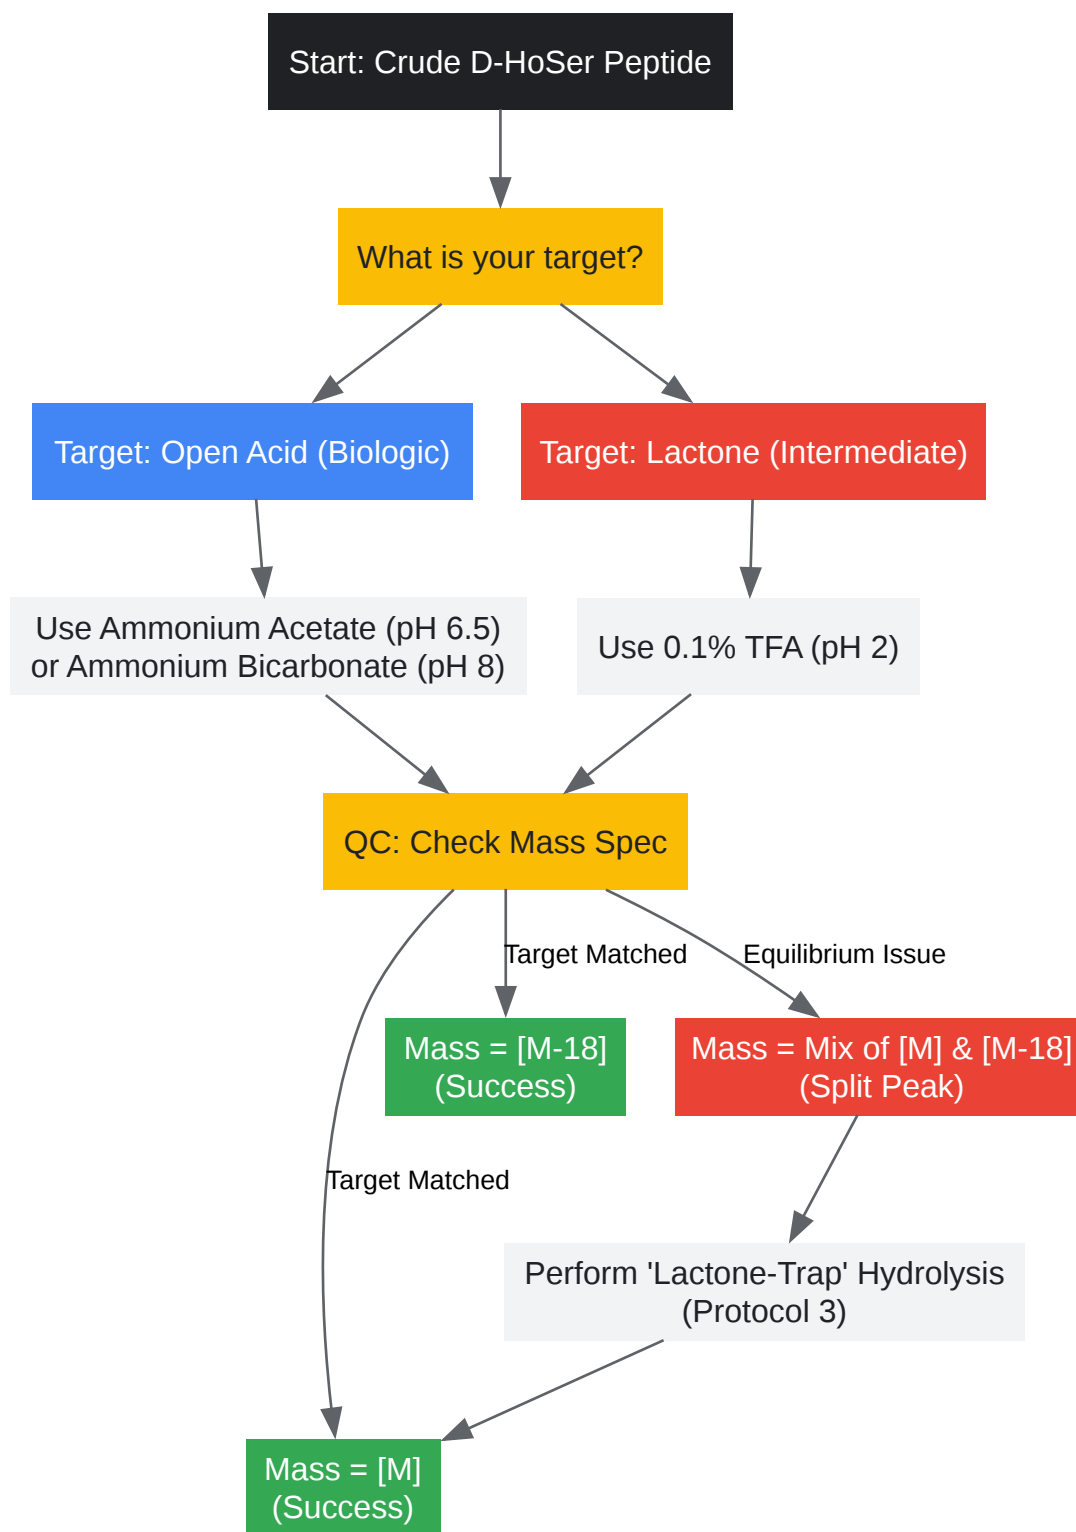 Start: Crude D-HoSer Peptide
What is your target?
Target: Open Acid (Biologic)
Target: Lactone (Intermediate)
Use Ammonium Acetate (pH 6.5)
or Ammonium Bicarbonate (pH 8)
Use 0.1% TFA (pH 2)
QC: Check Mass Spec
Target Matched
Equilibrium Issue
Mass = [M-18]
(Success)
Mass = Mix of [M] & [M-18]
(Split Peak)
Target Matched
Perform 'Lactone-Trap' Hydrolysis
(Protocol 3)
Mass = [M]
(Success)